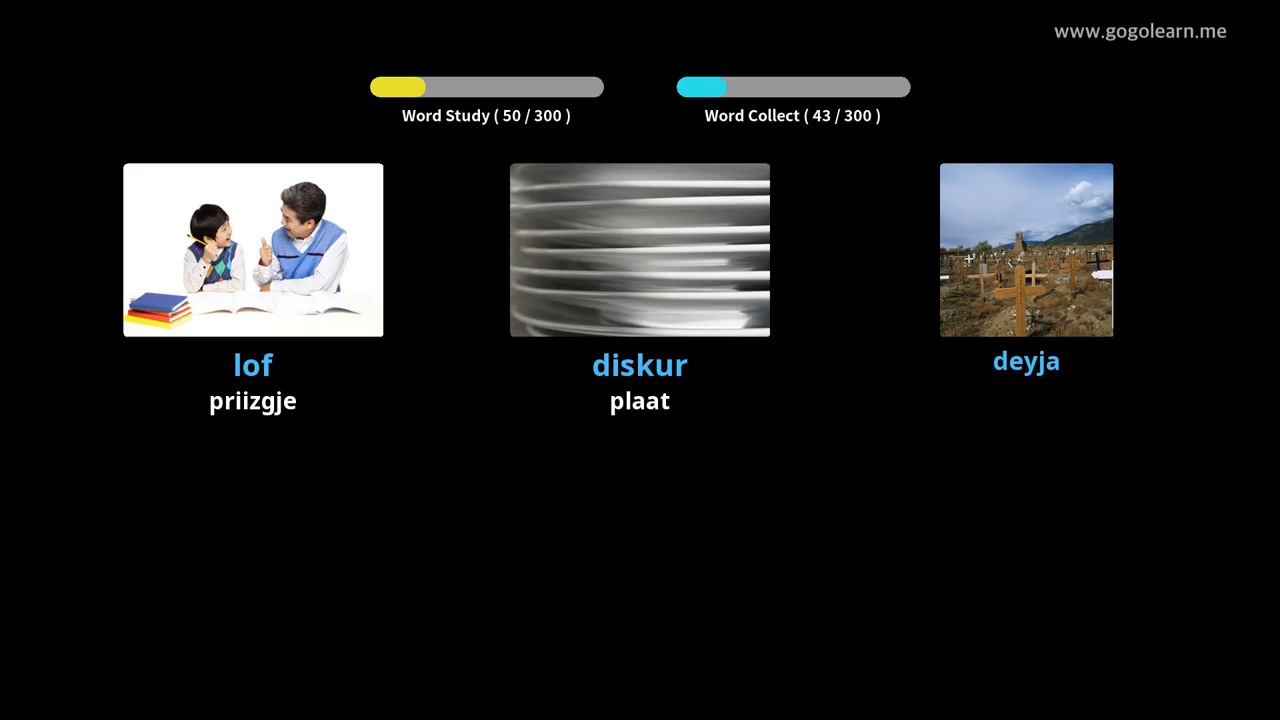 www.gogolearn.me
Word Study ( 50 / 300 )
Word Collect ( 43 / 300 )
lof
priizgje
diskur
plaat
deyja